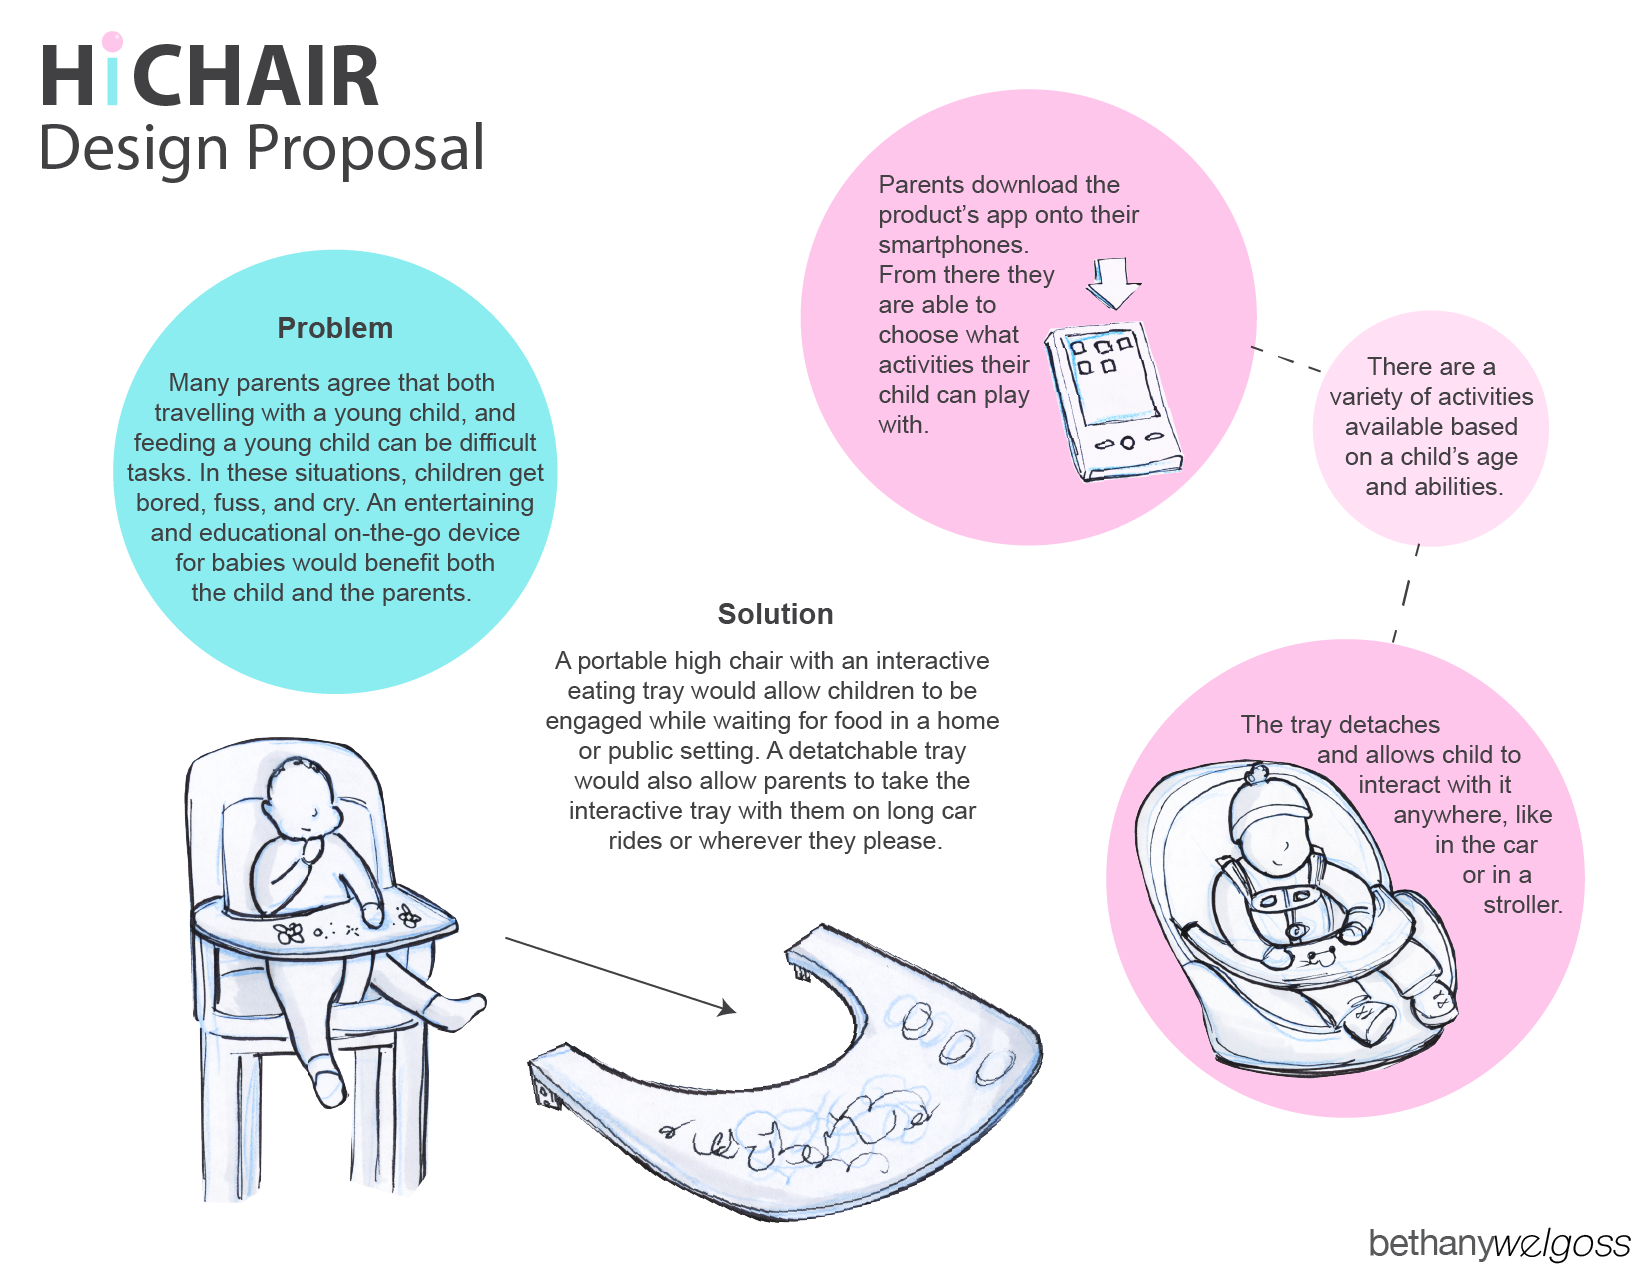 HiCHAIR
Design Proposal
Problem
Many parents agree that both
travelling with a young child, and
feeding a young child can be difficult
tasks. In these situations, children get
bored, fuss, and cry. An entertaining
and educational on-the-go device
for babies would benefit both
the child and the parents.
Parents download the
product's app onto their
smartphones.
From there they
are able to
choose what
activities their
child can play
with.
There are a
variety of activities
available based
on a child's age
and abilities.
Solution
A portable high chair with an interactive
eating tray would allow children to be
engaged while waiting for food in a home
or public setting. A detatchable tray
would also allow parents to take the
interactive tray with them on long car
rides or wherever they please.
The tray detaches
and allows child to
interact with it
anywhere, like
in the car
or in a
stroller.
bethanywelgoss